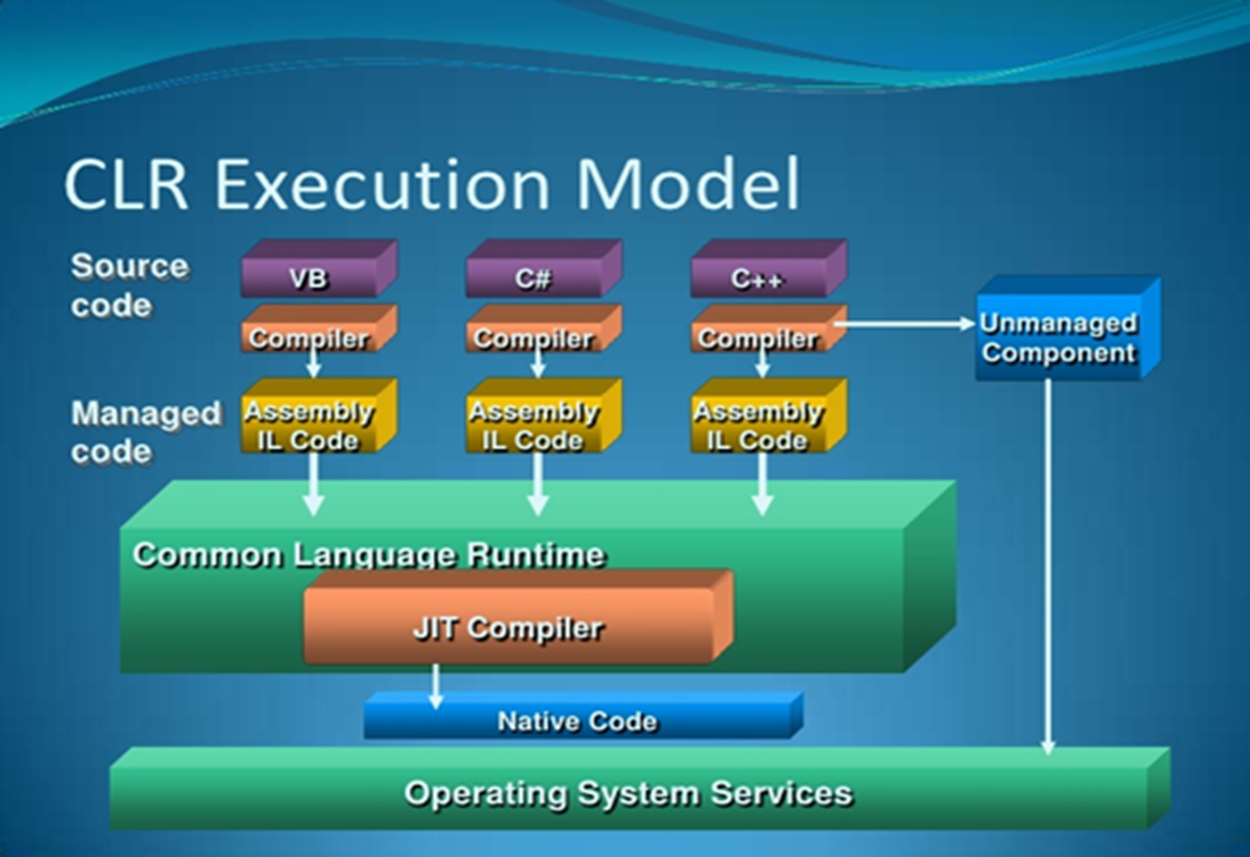 CLR Execution Model
Source
code
VB
C#
C++
Compiler
Compiler
Compiler
Unmanaged
Component
Managed
code
Assembly
IL Code
Assembly
IL Code
Assembly
IL Code
Common Language Runtime
JIT Compiler
Native Code
Operating System Services